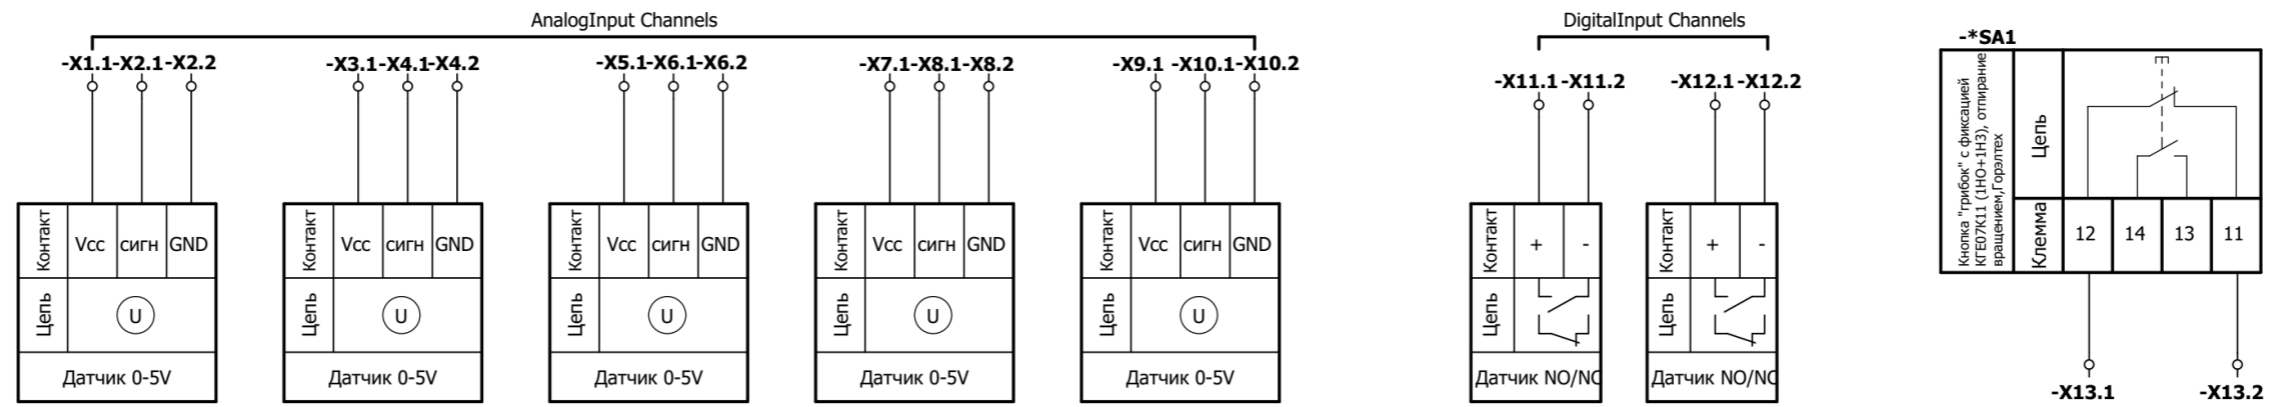 AnalogInput Channels
-X1.1 -X2.1 -X2.2
-X3.1 -X4.1 -X4.2
-X5.1 -X6.1 -X6.2
-X7.1 -X8.1 -X8.2
-X9.1 -X10.1 -X10.2
Контакт Vcc сигн GND
Цепь U
Датчик 0-5V
Контакт Vcc сигн GND
Цепь U
Датчик 0-5V
Контакт Vcc сигн GND
Цепь U
Датчик 0-5V
Контакт Vcc сигн GND
Цепь U
Датчик 0-5V
Контакт Vcc сигн GND
Цепь U
Датчик 0-5V
DigitalInput Channels
-X11.1 -X11.2
-X12.1 -X12.2
Контакт + -
Цепь
Датчик NO/NC
Контакт + -
Цепь
Датчик NO/NC
-*SA1
Кнопка "грибок" с фиксацией
КГЕ07К11 (1НО+1НЗ), отпирание
вращением,Горэлтех
Цепь
Клемма 12 14 13 11
-X13.1 -X13.2